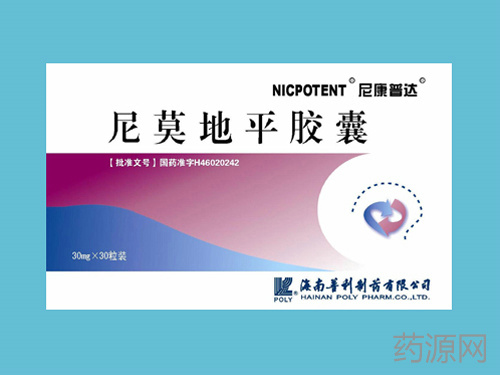 NICPOTENT® 尼康普达®
尼莫地平胶囊
【批准文号】国药准字H46020242
30mg×30粒装
POLY® 海南普利制药有限公司
HAINAN POLY PHARM.CO.,LTD.
药源网